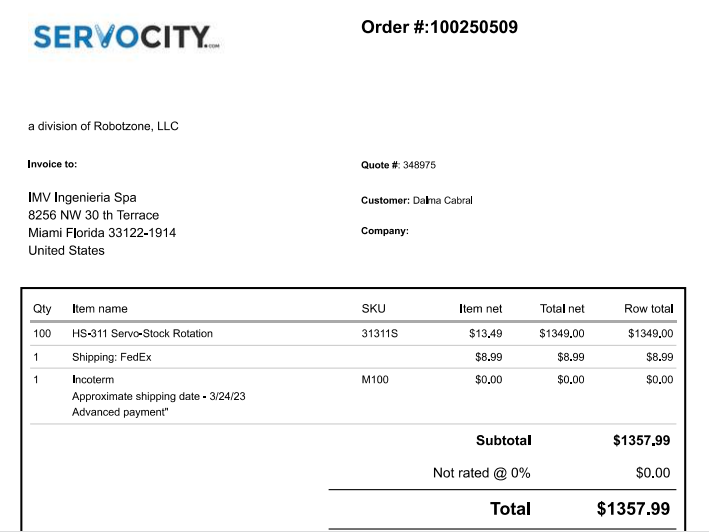 SERVOCITY.COM
Order #:100250509
a division of Robotzone, LLC
Invoice to:
Quote #: 348975
IMV Ingenieria Spa
8256 NW 30 th Terrace
Miami Florida 33122-1914
United States
Customer: Dalma Cabral
Company:
Qty Item name SKU Item net Total net Row total
100 HS-311 Servo-Stock Rotation 31311S $13.49 $1349.00 $1349.00
1 Shipping: FedEx $8.99 $8.99 $8.99
1 Incoterm M100 $0.00 $0.00 $0.00
Approximate shipping date - 3/24/23
Advanced payment"
Subtotal $1357.99
Not rated @ 0% $0.00
Total $1357.99